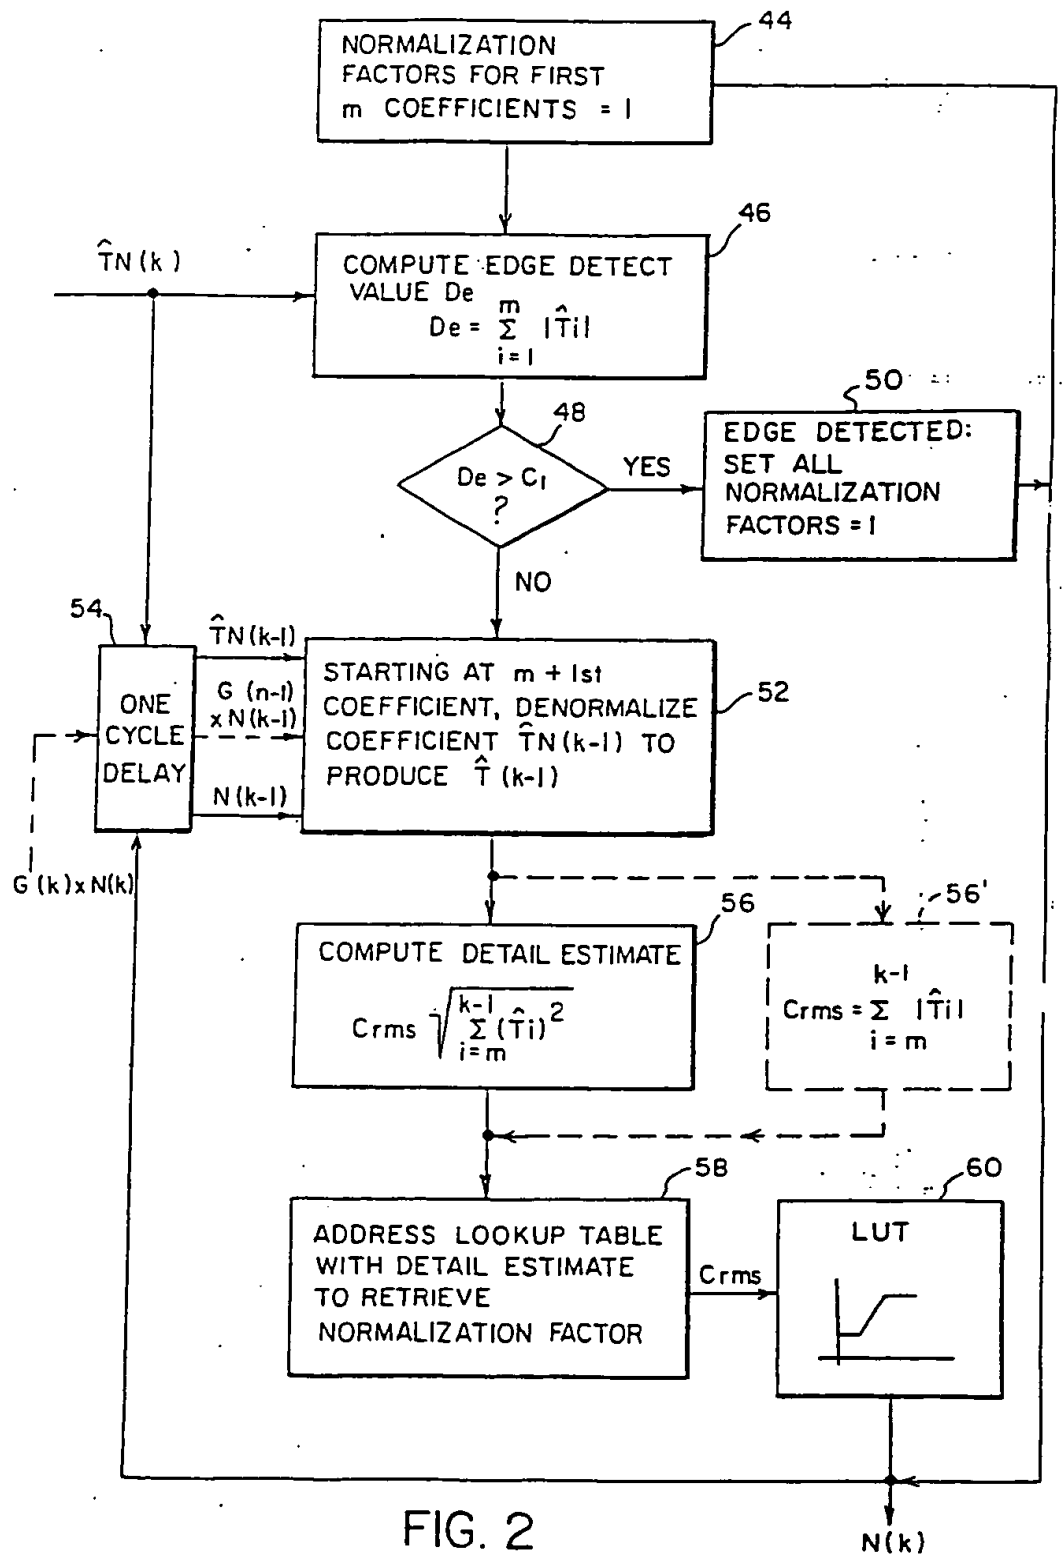 44
NORMALIZATION
FACTORS FOR FIRST
m COEFFICIENTS = 1
46
T̂N(k)
COMPUTE EDGE DETECT
VALUE De
m
De = Σ |T̂i|
i = 1
48
De > C₁
?
YES
50
EDGE DETECTED:
SET ALL
NORMALIZATION
FACTORS = 1
NO
54
ONE
CYCLE
DELAY
T̂N(k-1)
G (n-1)
xN(k-1)
N(k-1)
G (k) x N(k)
52
STARTING AT m + 1st
COEFFICIENT, DENORMALIZE
COEFFICIENT T̂N(k-1) TO
PRODUCE T̂ (k-1)
56
COMPUTE DETAIL ESTIMATE
k-1
Crms √Σ (T̂i)²
i = m
56'
k-1
Crms = Σ |T̂i|
i = m
58
ADDRESS LOOKUP TABLE
WITH DETAIL ESTIMATE
TO RETRIEVE
NORMALIZATION FACTOR
Crms
60
LUT
N(k)
FIG. 2